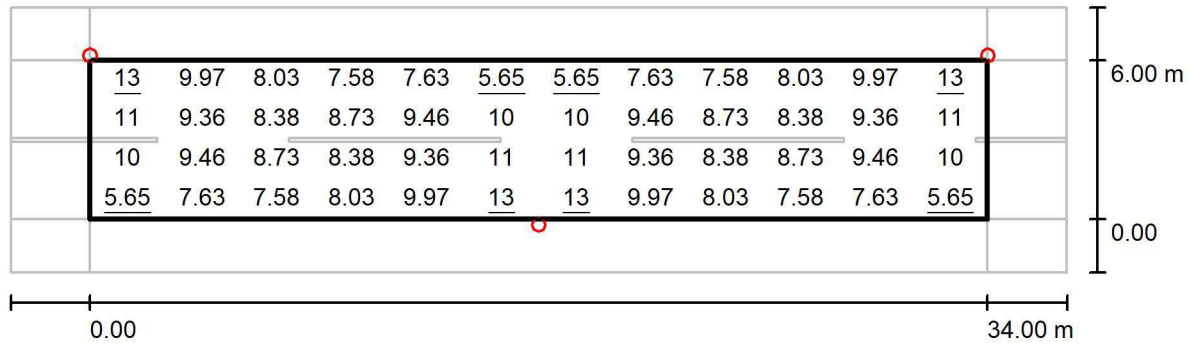 13 9.97 8.03 7.58 7.63 5.65 5.65 7.63 7.58 8.03 9.97 13
6.00 m
11 9.36 8.38 8.73 9.46 10 10 9.46 8.73 8.38 9.36 11
10 9.46 8.73 8.38 9.36 11 11 9.36 8.38 8.73 9.46 10
5.65 7.63 7.58 8.03 9.97 13 13 9.97 8.03 7.58 7.63 5.65
0.00
0.00 34.00 m